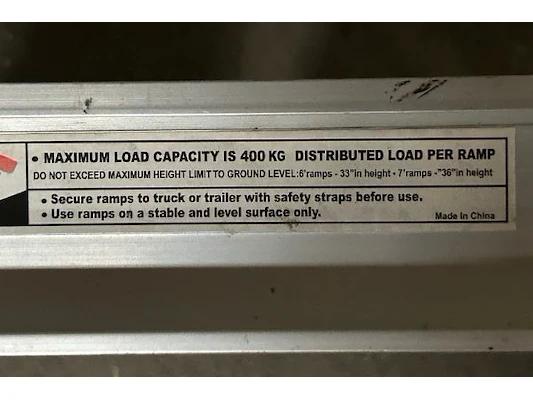 • MAXIMUM LOAD CAPACITY IS 400 KG DISTRIBUTED LOAD PER RAMP
DO NOT EXCEED MAXIMUM HEIGHT LIMIT TO GROUND LEVEL:6'ramps - 33"in height - 7'ramps -"36"in height
• Secure ramps to truck or trailer with safety straps before use.
• Use ramps on a stable and level surface only.
Made In China